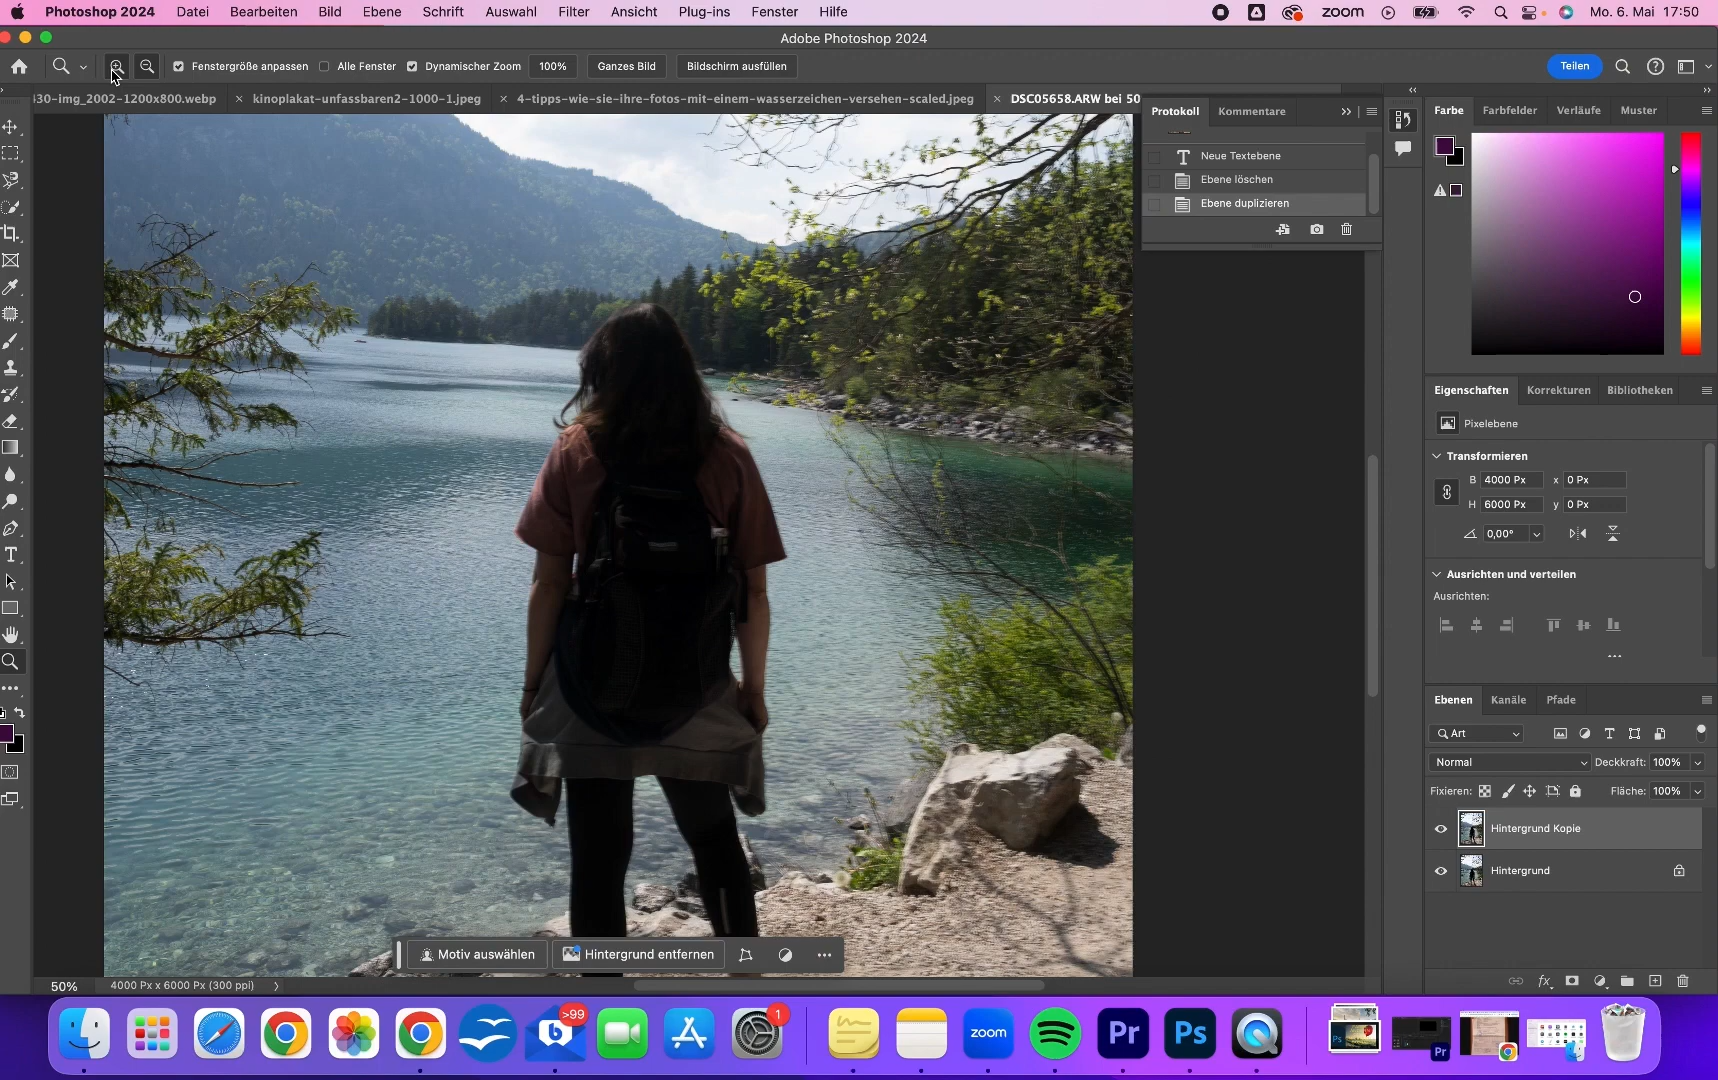 Photoshop 2024 Datei Bearbeiten Bild Ebene Schrift Auswahl Filter Ansicht Plug-ins Fenster Hilfe zoom Mo. 6. Mai 17:50
Adobe Photoshop 2024
Fenstergröße anpassen Alle Fenster Dynamischer Zoom 100% Ganzes Bild Bildschirm ausfüllen Teilen
30-img_2002-1200x800.webp kinoplakat-unfassbaren2-1000-1.jpeg 4-tipps-wie-sie-ihre-fotos-mit-einem-wasserzeichen-versehen-scaled.jpeg DSC05658.ARW bei 50
Protokoll Kommentare
Neue Textebene
Ebene löschen
Ebene duplizieren
Farbe Farbfelder Verläufe Muster
Eigenschaften Korrekturen Bibliotheken
Pixelebene
Transformieren
B 4000 Px x 0 Px
H 6000 Px y 0 Px
0,00°
Ausrichten und verteilen
Ausrichten:
Ebenen Kanäle Pfade
Art
Normal Deckkraft: 100%
Fixieren: Fläche: 100%
Hintergrund Kopie
Hintergrund
Motiv auswählen Hintergrund entfernen
50% 4000 Px x 6000 Px (300 ppi)
>99 1 zoom Pr Ps Ps Pr